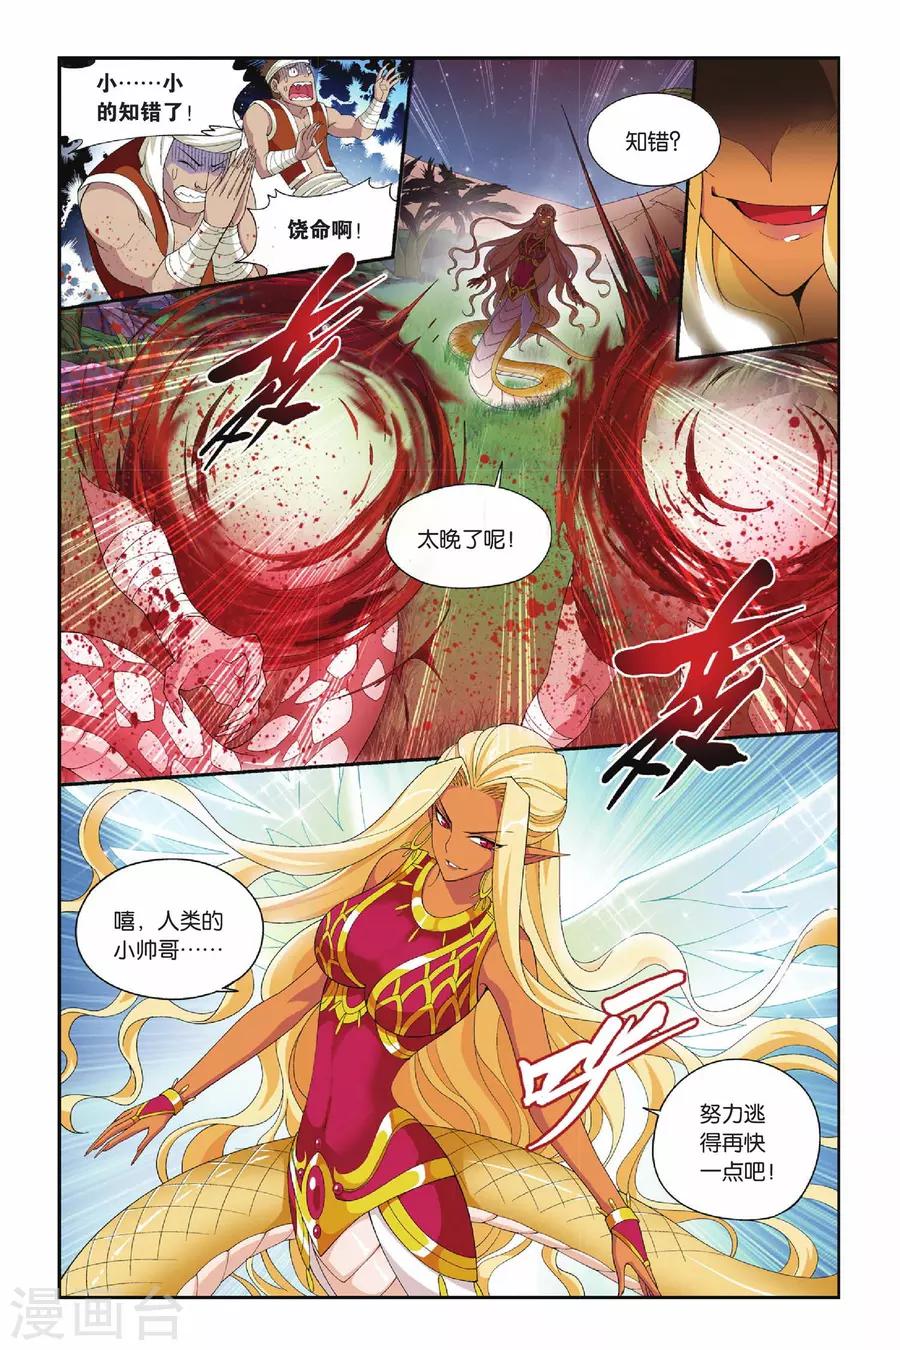 小……小
的知错了！
饶命啊！
知错？
轰
太晚了呢！
轰
嘻，人类的
小帅哥……
呼
努力逃
得再快
一点吧！
漫画台